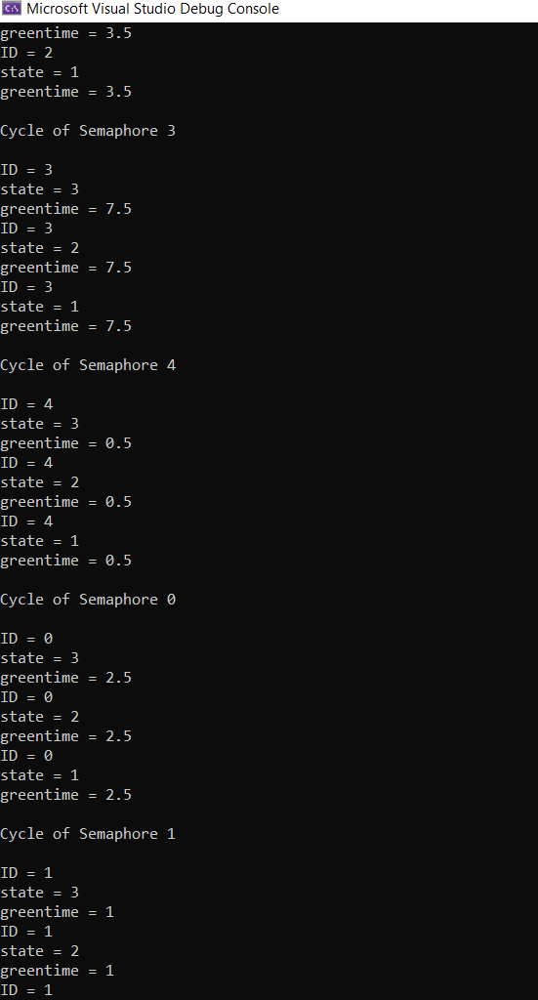 C:\ Microsoft Visual Studio Debug Console
greentime = 3.5
ID = 2
state = 1
greentime = 3.5
Cycle of Semaphore 3
ID = 3
state = 3
greentime = 7.5
ID = 3
state = 2
greentime = 7.5
ID = 3
state = 1
greentime = 7.5
Cycle of Semaphore 4
ID = 4
state = 3
greentime = 0.5
ID = 4
state = 2
greentime = 0.5
ID = 4
state = 1
greentime = 0.5
Cycle of Semaphore 0
ID = 0
state = 3
greentime = 2.5
ID = 0
state = 2
greentime = 2.5
ID = 0
state = 1
greentime = 2.5
Cycle of Semaphore 1
ID = 1
state = 3
greentime = 1
ID = 1
state = 2
greentime = 1
ID = 1